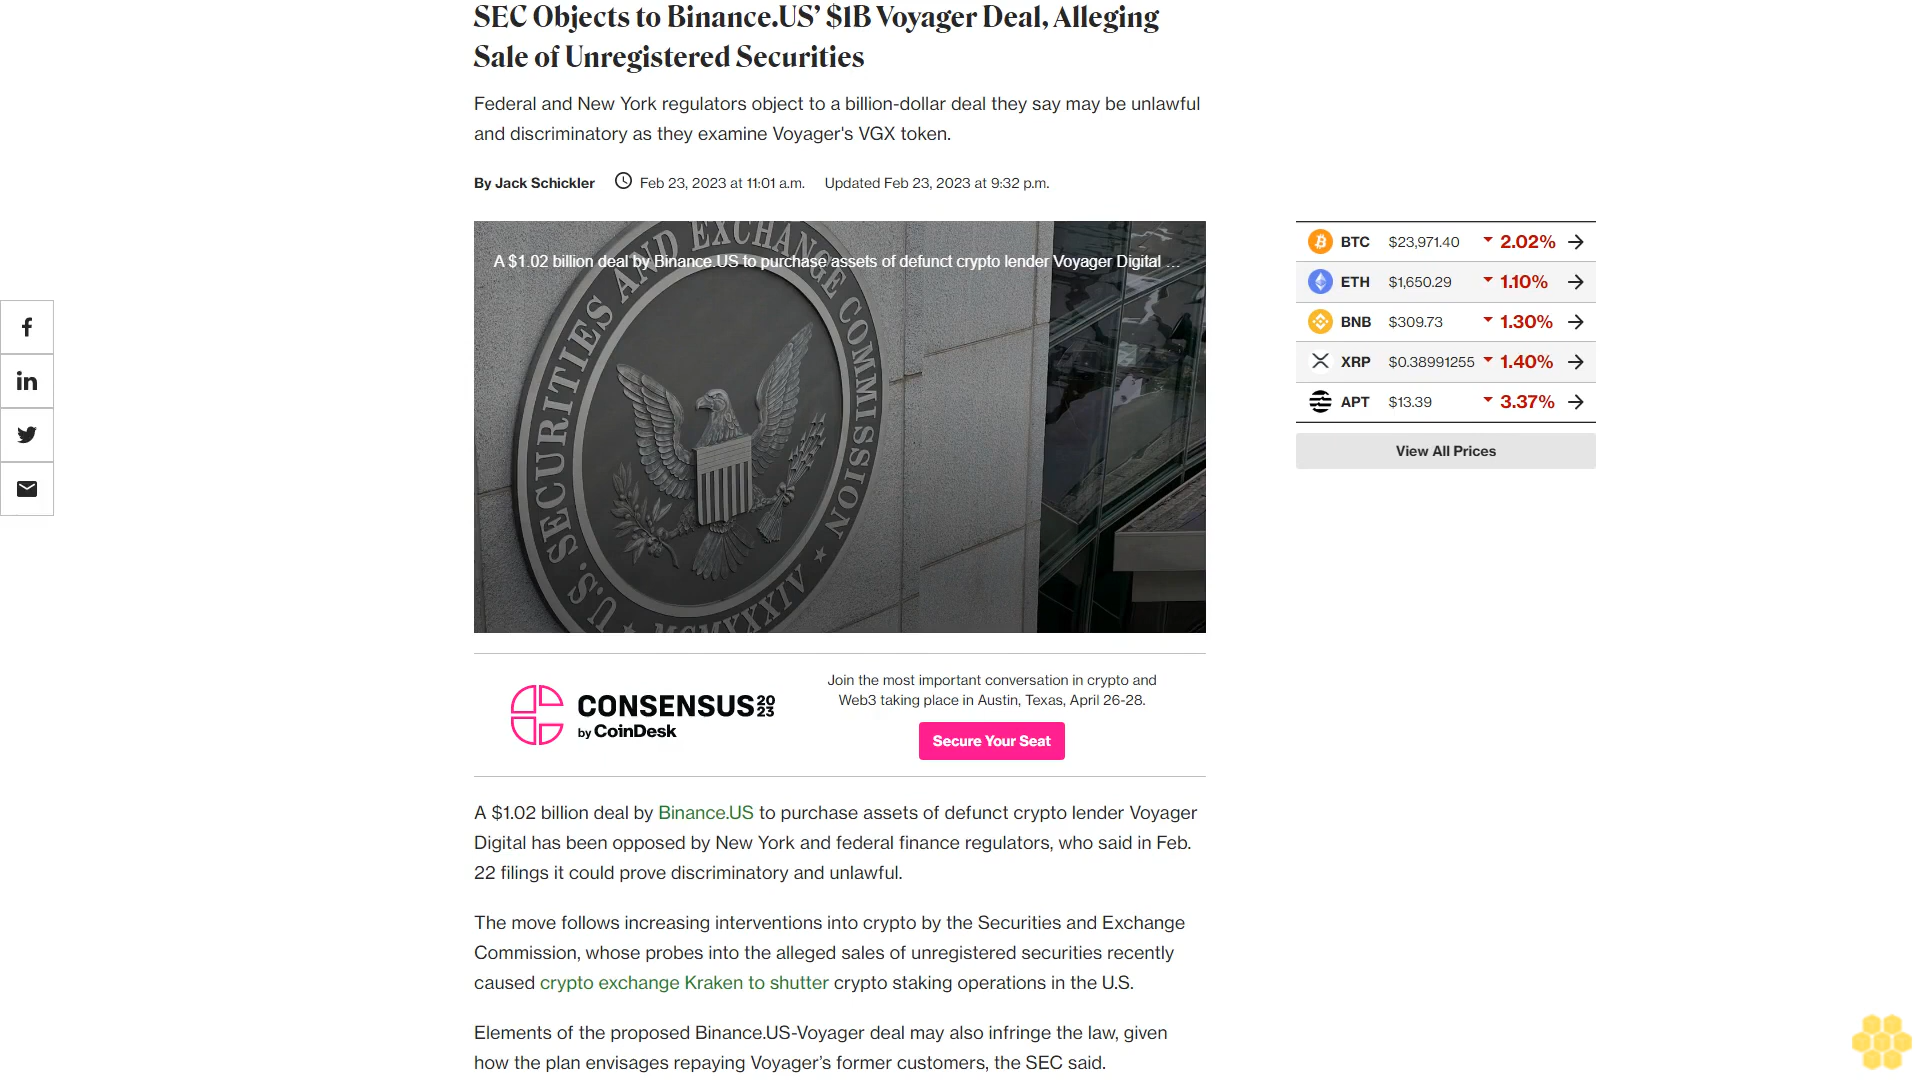 SEC Objects to Binance.US’ $1B Voyager Deal, Alleging
Sale of Unregistered Securities
Federal and New York regulators object to a billion-dollar deal they say may be unlawful
and discriminatory as they examine Voyager's VGX token.
By Jack Schickler Feb 23, 2023 at 11:01 a.m. Updated Feb 23, 2023 at 9:32 p.m.
A $1.02 billion deal by Binance.US to purchase assets of defunct crypto lender Voyager Digital ...
U.S. SECURITIES AND EXCHANGE COMMISSION
MCMXXXIV
BTC $23,971.40 2.02%
ETH $1,650.29 1.10%
BNB $309.73 1.30%
XRP $0.38991255 1.40%
APT $13.39 3.37%
View All Prices
CONSENSUS 2023
by CoinDesk
Join the most important conversation in crypto and
Web3 taking place in Austin, Texas, April 26-28.
Secure Your Seat
A $1.02 billion deal by Binance.US to purchase assets of defunct crypto lender Voyager
Digital has been opposed by New York and federal finance regulators, who said in Feb.
22 filings it could prove discriminatory and unlawful.
The move follows increasing interventions into crypto by the Securities and Exchange
Commission, whose probes into the alleged sales of unregistered securities recently
caused crypto exchange Kraken to shutter crypto staking operations in the U.S.
Elements of the proposed Binance.US-Voyager deal may also infringe the law, given
how the plan envisages repaying Voyager’s former customers, the SEC said.